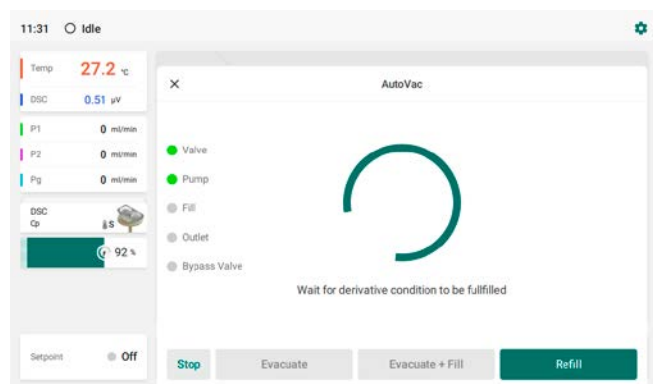 11:31 Idle
Temp 27.2 °C
DSC 0.51 µV
P1 0 ml/min
P2 0 ml/min
Pg 0 ml/min
DSC
Cp S
92 %
Setpoint Off
AutoVac
Valve
Pump
Fill
Outlet
Bypass Valve
Wait for derivative condition to be fullfilled
Stop Evacuate Evacuate + Fill Refill